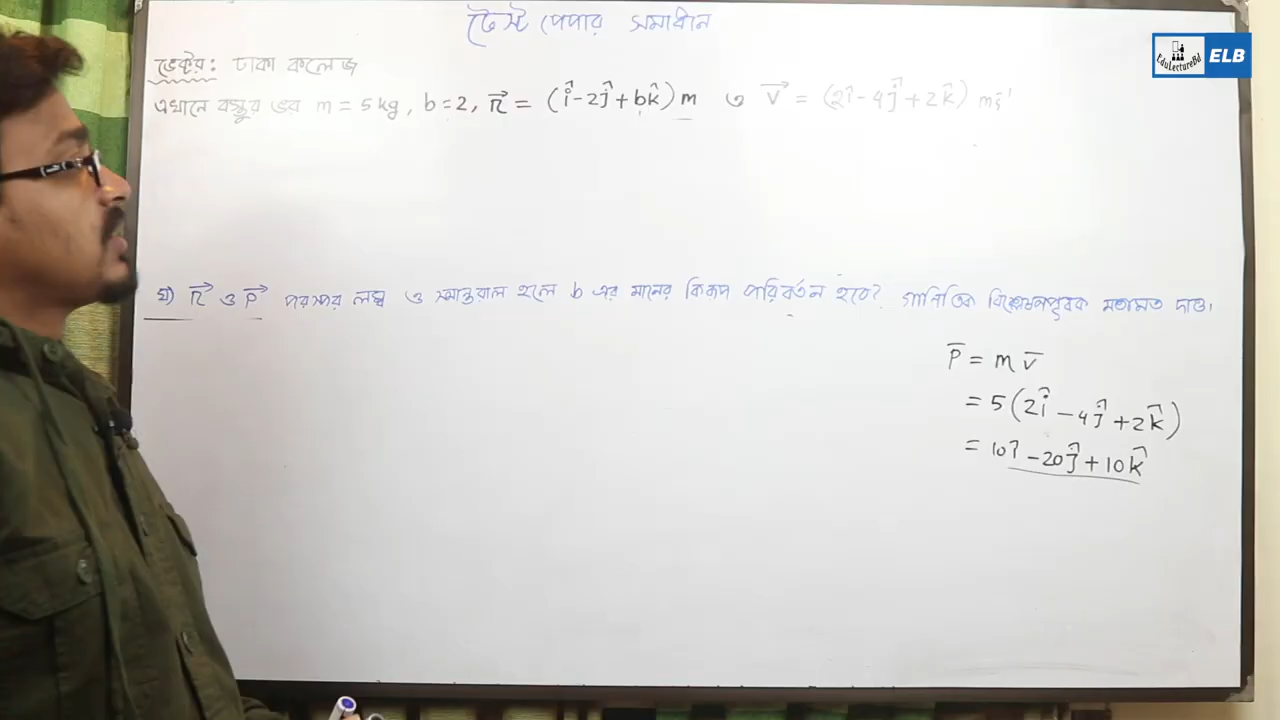 টেস্ট পেপার সমাধান
EduLectureBd ELB
ভেক্টর: ঢাকা কলেজ
এখানে বস্তুর ভর m = 5 kg, b = 2, r⃗ = (î - 2ĵ + bk̂) m ও v⃗ = (2î - 4ĵ + 2k̂) ms⁻¹
ঘ) r⃗ ও P⃗ পরস্পর লম্ব ও সমান্তরাল হলে b এর মানের কিরূপ পরিবর্তন হবে? গাণিতিক বিশ্লেষণপূর্বক মতামত দাও।
P̅ = m v̅
= 5 (2î - 4ĵ + 2k̂)
= 10î - 20ĵ + 10k̂